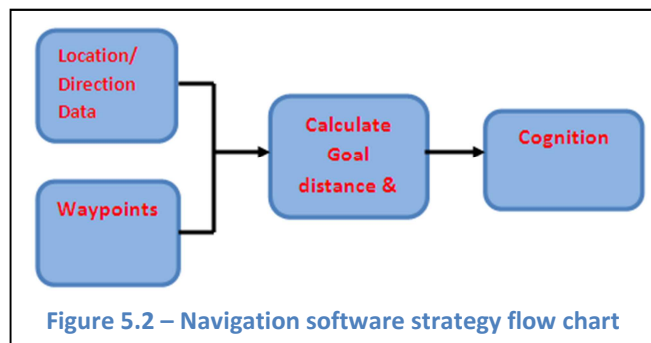 Location/
Direction
Data
Waypoints
Calculate
Goal
distance &
Cognition
Figure 5.2 – Navigation software strategy flow chart